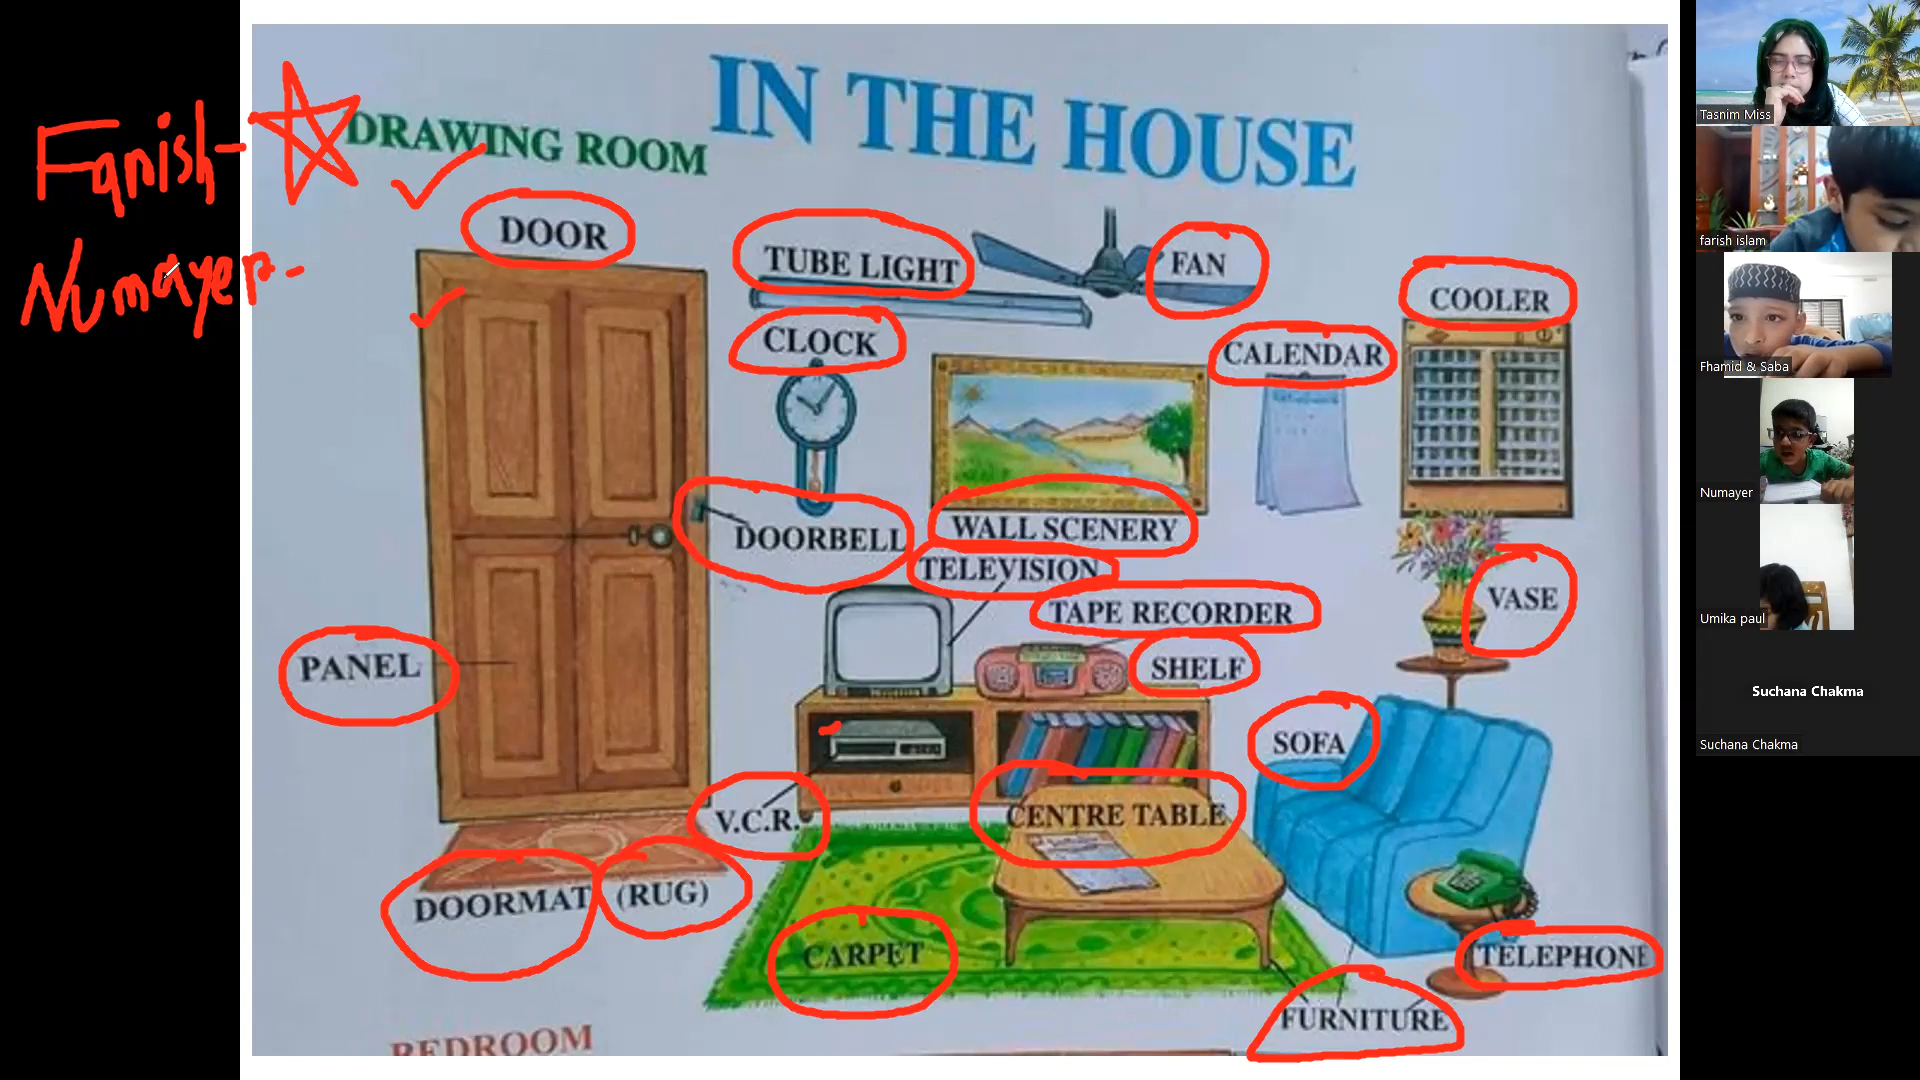 IN THE HOUSE
DRAWING ROOM
Farish-
Numayer-
DOOR
TUBE LIGHT
FAN
COOLER
CLOCK
CALENDAR
DOORBELL
WALL SCENERY
TELEVISION
TAPE RECORDER
VASE
PANEL
SHELF
SOFA
V.C.R.
CENTRE TABLE
DOORMAT (RUG)
CARPET
TELEPHONE
FURNITURE
BEDROOM
Tasnim Miss
farish islam
Fhamid & Saba
Numayer
Umika paul
Suchana Chakma
Suchana Chakma